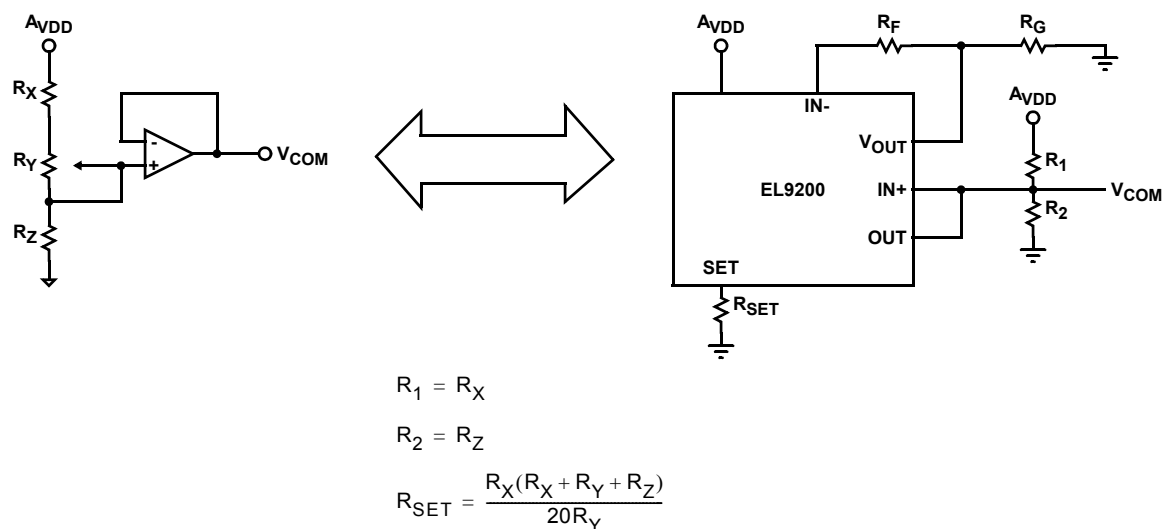 AVDD
RX
RY
RZ
-
+
VCOM
AVDD
RF
RG
IN-
AVDD
VOUT
R1
EL9200
IN+
VCOM
R2
OUT
SET
RSET
R1 = RX
R2 = RZ
RSET = RX(RX + RY + RZ)
20RY